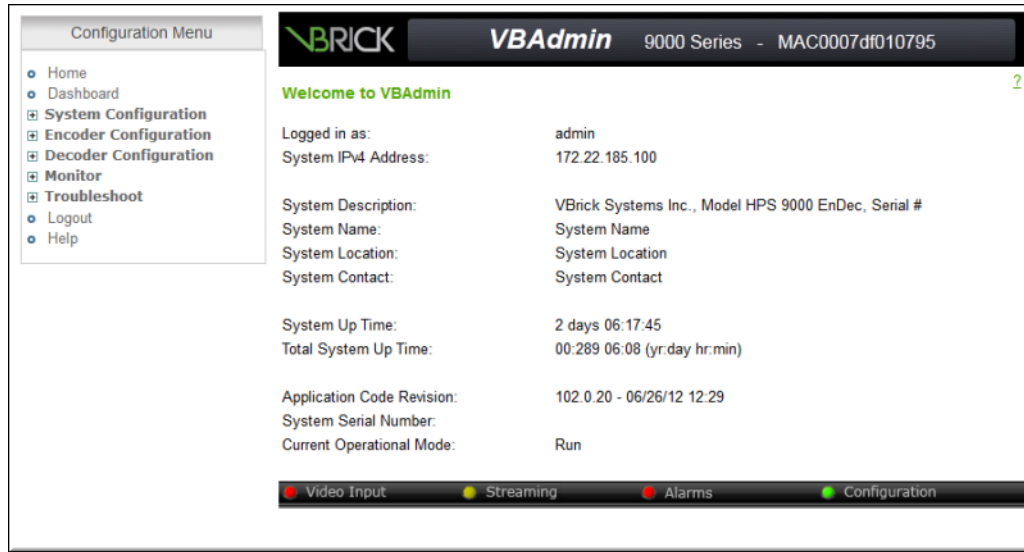 Configuration Menu
Home
Dashboard
System Configuration
Encoder Configuration
Decoder Configuration
Monitor
Troubleshoot
Logout
Help
VBRICK VBAdmin 9000 Series - MAC0007df010795
?
Welcome to VBAdmin
Logged in as: admin
System IPv4 Address: 172.22.185.100
System Description: VBrick Systems Inc., Model HPS 9000 EnDec, Serial #
System Name: System Name
System Location: System Location
System Contact: System Contact
System Up Time: 2 days 06:17:45
Total System Up Time: 00:289 06:08 (yr:day hr:min)
Application Code Revision: 102.0.20 - 06/26/12 12:29
System Serial Number:
Current Operational Mode: Run
Video Input Streaming Alarms Configuration